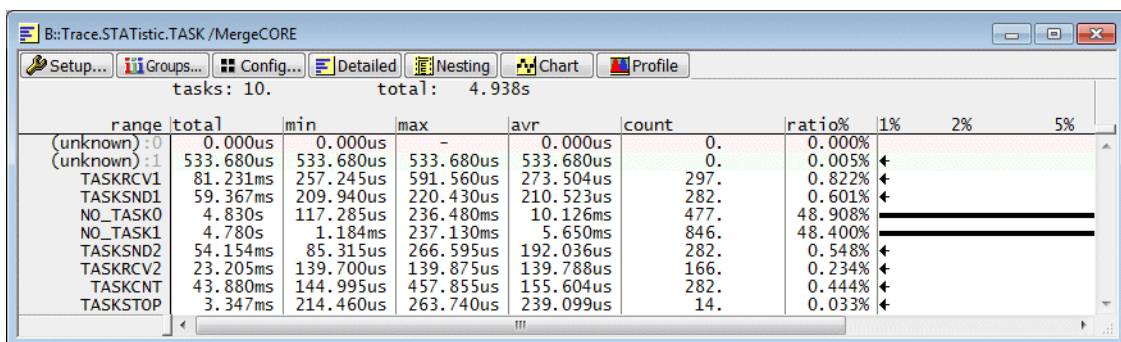 B::Trace.STATistic.TASK /MergeCORE
Setup... Groups... Config... Detailed Nesting Chart Profile
tasks: 10. total: 4.938s
range total min max avr count ratio% 1% 2% 5%
(unknown):0 0.000us 0.000us - 0.000us 0. 0.000%
(unknown):1 533.680us 533.680us 533.680us 533.680us 0. 0.005%
TASKRCV1 81.231ms 257.245us 591.560us 273.504us 297. 0.822%
TASKSND1 59.367ms 209.940us 220.430us 210.523us 282. 0.601%
NO_TASK0 4.830s 117.285us 236.480ms 10.126ms 477. 48.908%
NO_TASK1 4.780s 1.184ms 237.130ms 5.650ms 846. 48.400%
TASKSND2 54.154ms 85.315us 266.595us 192.036us 282. 0.548%
TASKRCV2 23.205ms 139.700us 139.875us 139.788us 166. 0.234%
TASKCNT 43.880ms 144.995us 457.855us 155.604us 282. 0.444%
TASKSTOP 3.347ms 214.460us 263.740us 239.099us 14. 0.033%